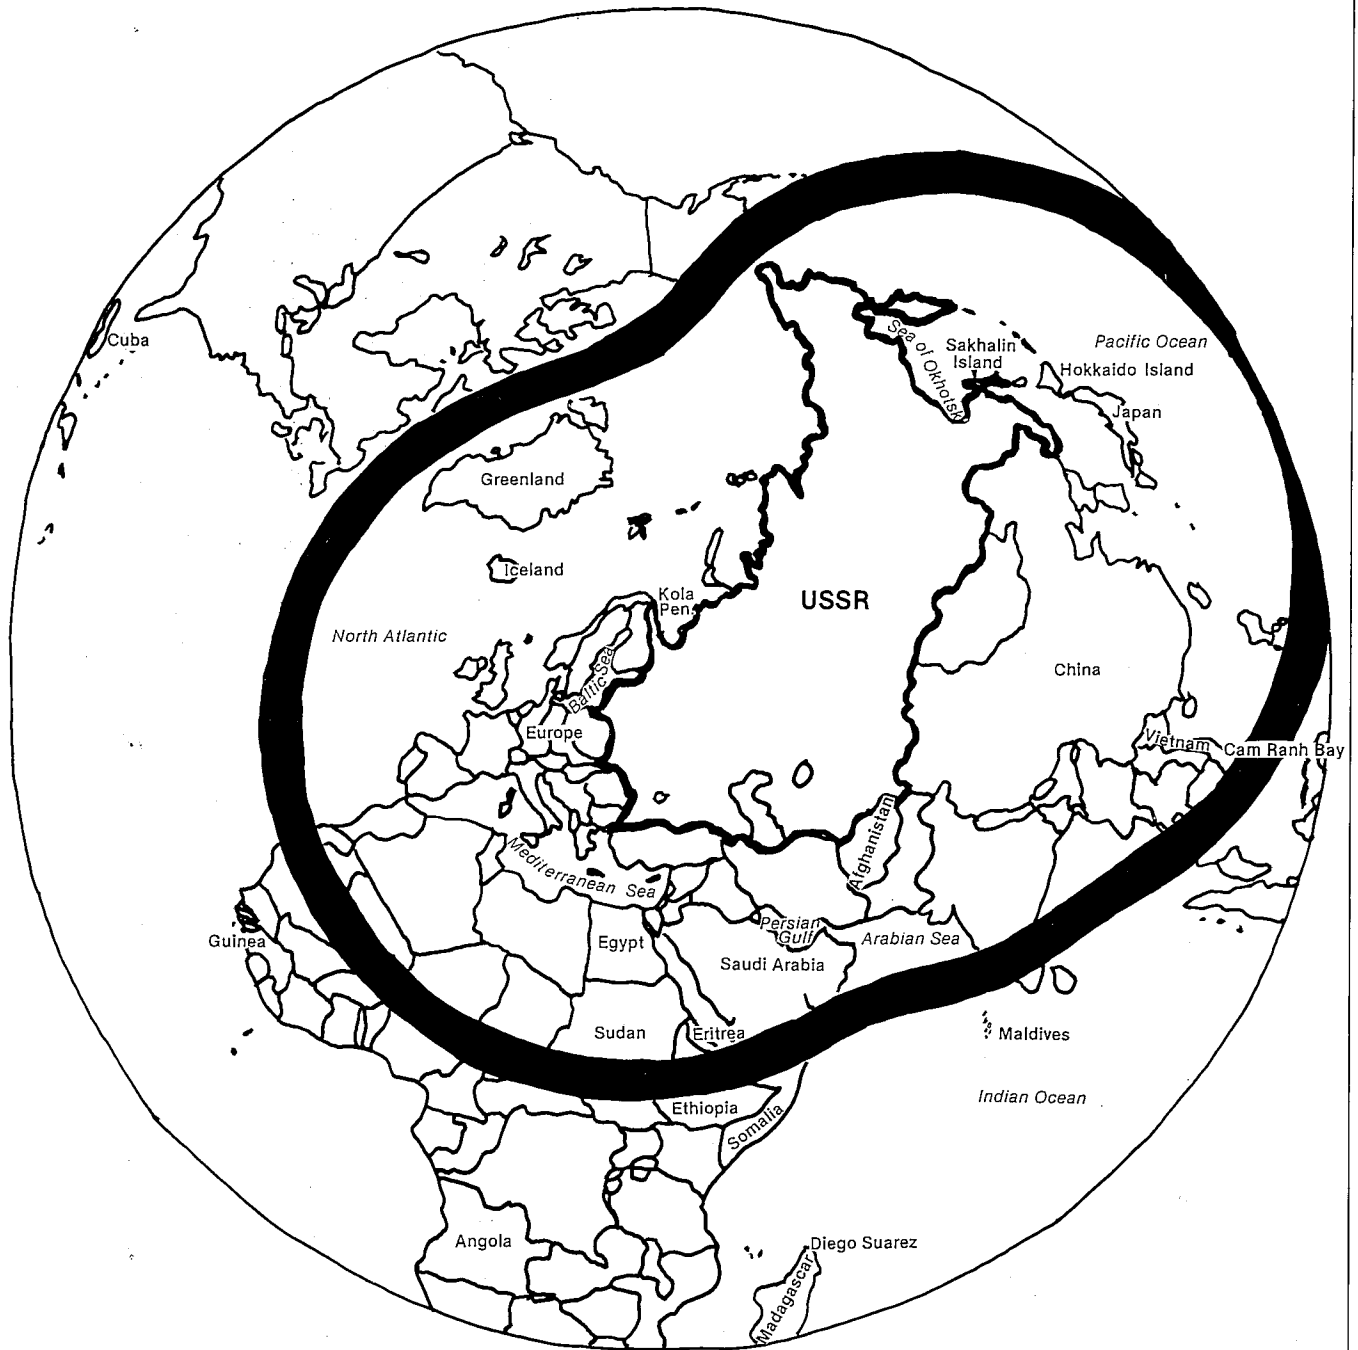 Cuba
Pacific Ocean
Sea of Okhotsk
Sakhalin
Island
Hokkaido Island
Japan
Greenland
Iceland
Kola
Pen.
USSR
North Atlantic
Baltic Sea
China
Europe
Vietnam
Cam Ranh Bay
Afghanistan
Mediterranean Sea
Persian
Gulf
Arabian Sea
Guinea
Egypt
Saudi Arabia
Sudan
Eritrea
Maldives
Indian Ocean
Ethiopia
Somalia
Angola
Diego Suarez
Madagascar